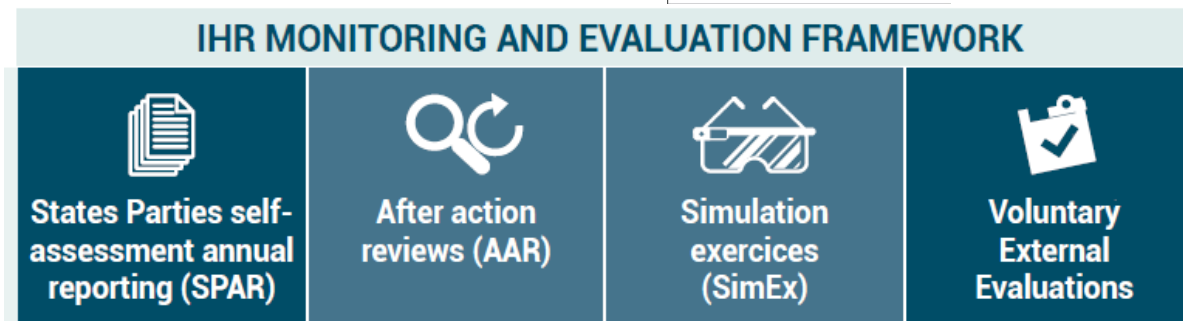 IHR MONITORING AND EVALUATION FRAMEWORK
States Parties self-
assessment annual
reporting (SPAR)
After action
reviews (AAR)
Simulation
exercices
(SimEx)
Voluntary
External
Evaluations